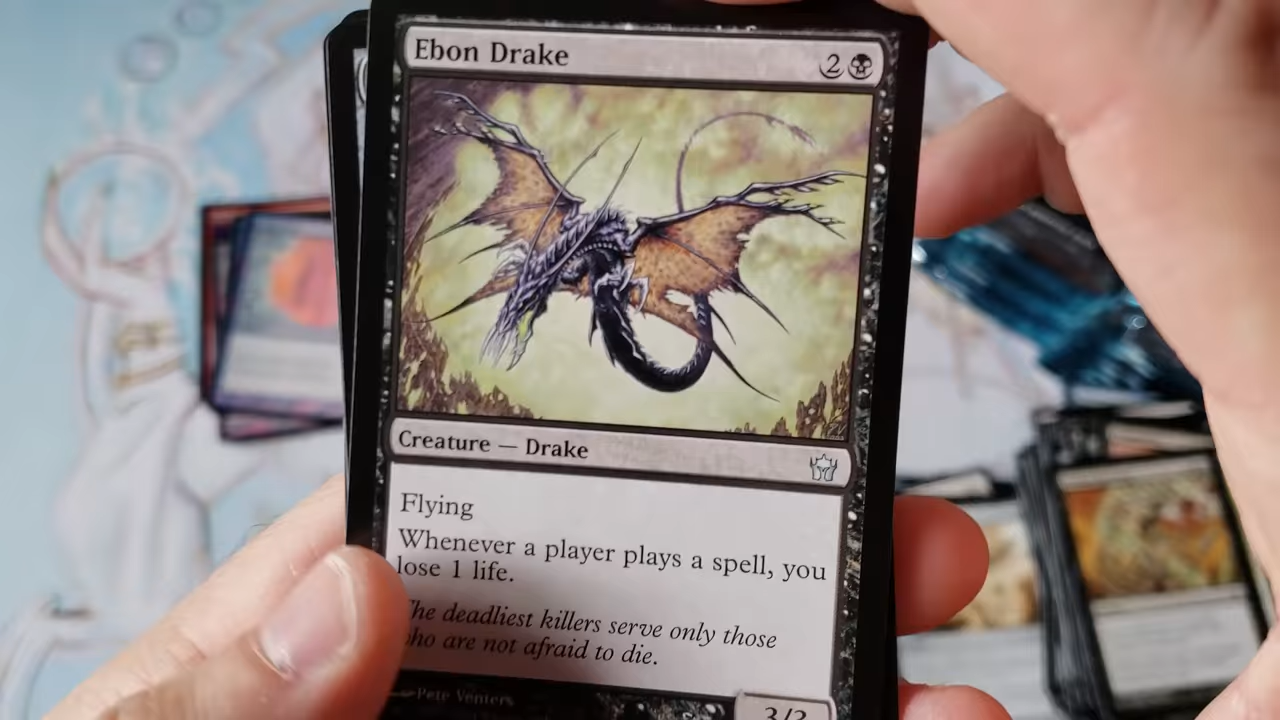 Ebon Drake 2
Creature — Drake
Flying
Whenever a player plays a spell, you
lose 1 life.
The deadliest killers serve only those
who are not afraid to die.
Pete Venters
3/3